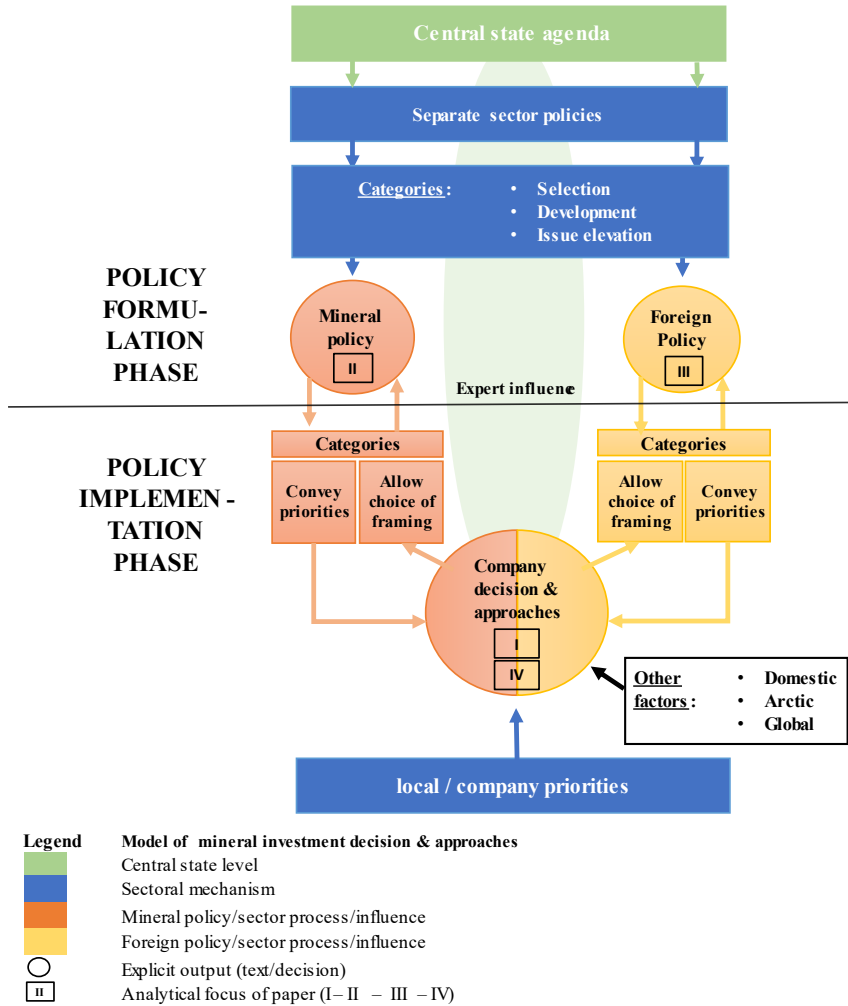 Central state agenda
Separate sector policies
Categories:
• Selection
• Development
• Issue elevation
POLICY
FORMU-
LATION
PHASE
Mineral
policy
II
Foreign
Policy
III
Expert influence
POLICY
IMPLEMEN -
TATION
PHASE
Categories
Convey
priorities
Allow
choice of
framing
Categories
Allow
choice of
framing
Convey
priorities
Company
decision &
approaches
I
IV
Other
factors:
• Domestic
• Arctic
• Global
local / company priorities
Legend Model of mineral investment decision & approaches
Central state level
Sectoral mechanism
Mineral policy/sector process/influence
Foreign policy/sector process/influence
Explicit output (text/decision)
II Analytical focus of paper (I – II – III – IV)